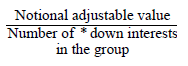 Notional adjustable value
Number of *down interests
in the group